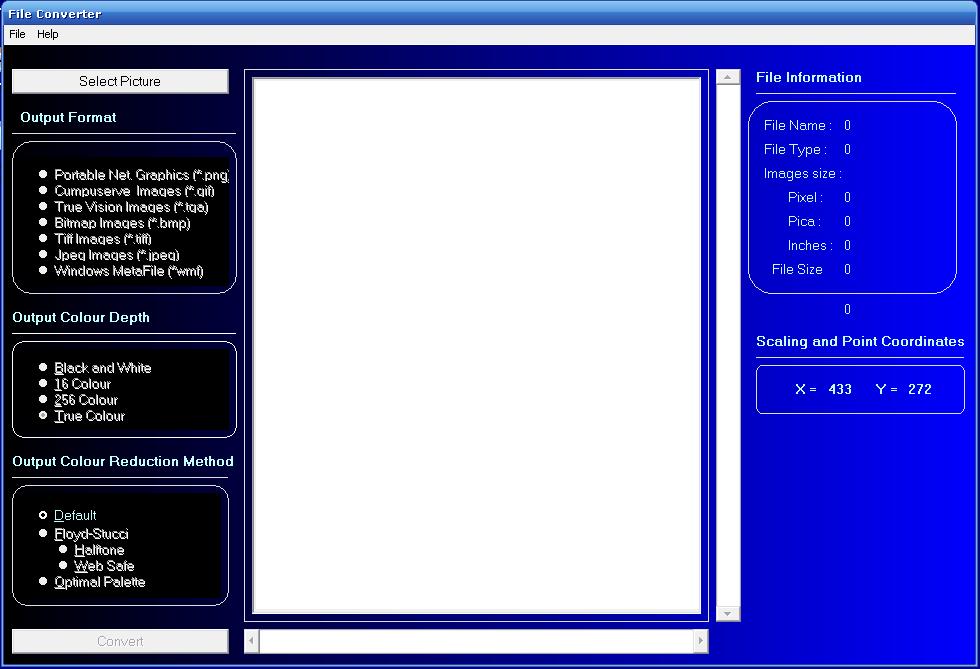 File Converter
File Help
Select Picture
Output Format
Portable Net. Graphics (*.png)
Cumpuserve Images (*.gif)
True Vision Images (*.tga)
Bitmap Images (*.bmp)
Tiff Images (*.tiff)
Jpeg Images (*.jpeg)
Windows MetaFile (*wmf)
Output Colour Depth
Black and White
16 Colour
256 Colour
True Colour
Output Colour Reduction Method
Default
Floyd-Stucci
Halftone
Web Safe
Optimal Palette
Convert
File Information
File Name : 0
File Type : 0
Images size :
Pixel : 0
Pica : 0
Inches : 0
File Size 0
0
Scaling and Point Coordinates
X = 433 Y = 272